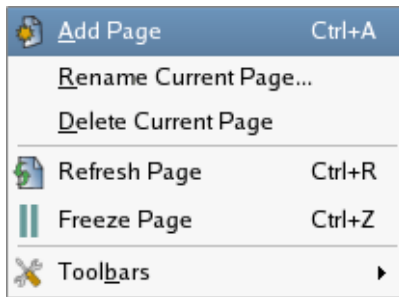 Add Page Ctrl+A
Rename Current Page...
Delete Current Page
Refresh Page Ctrl+R
Freeze Page Ctrl+Z
Toolbars